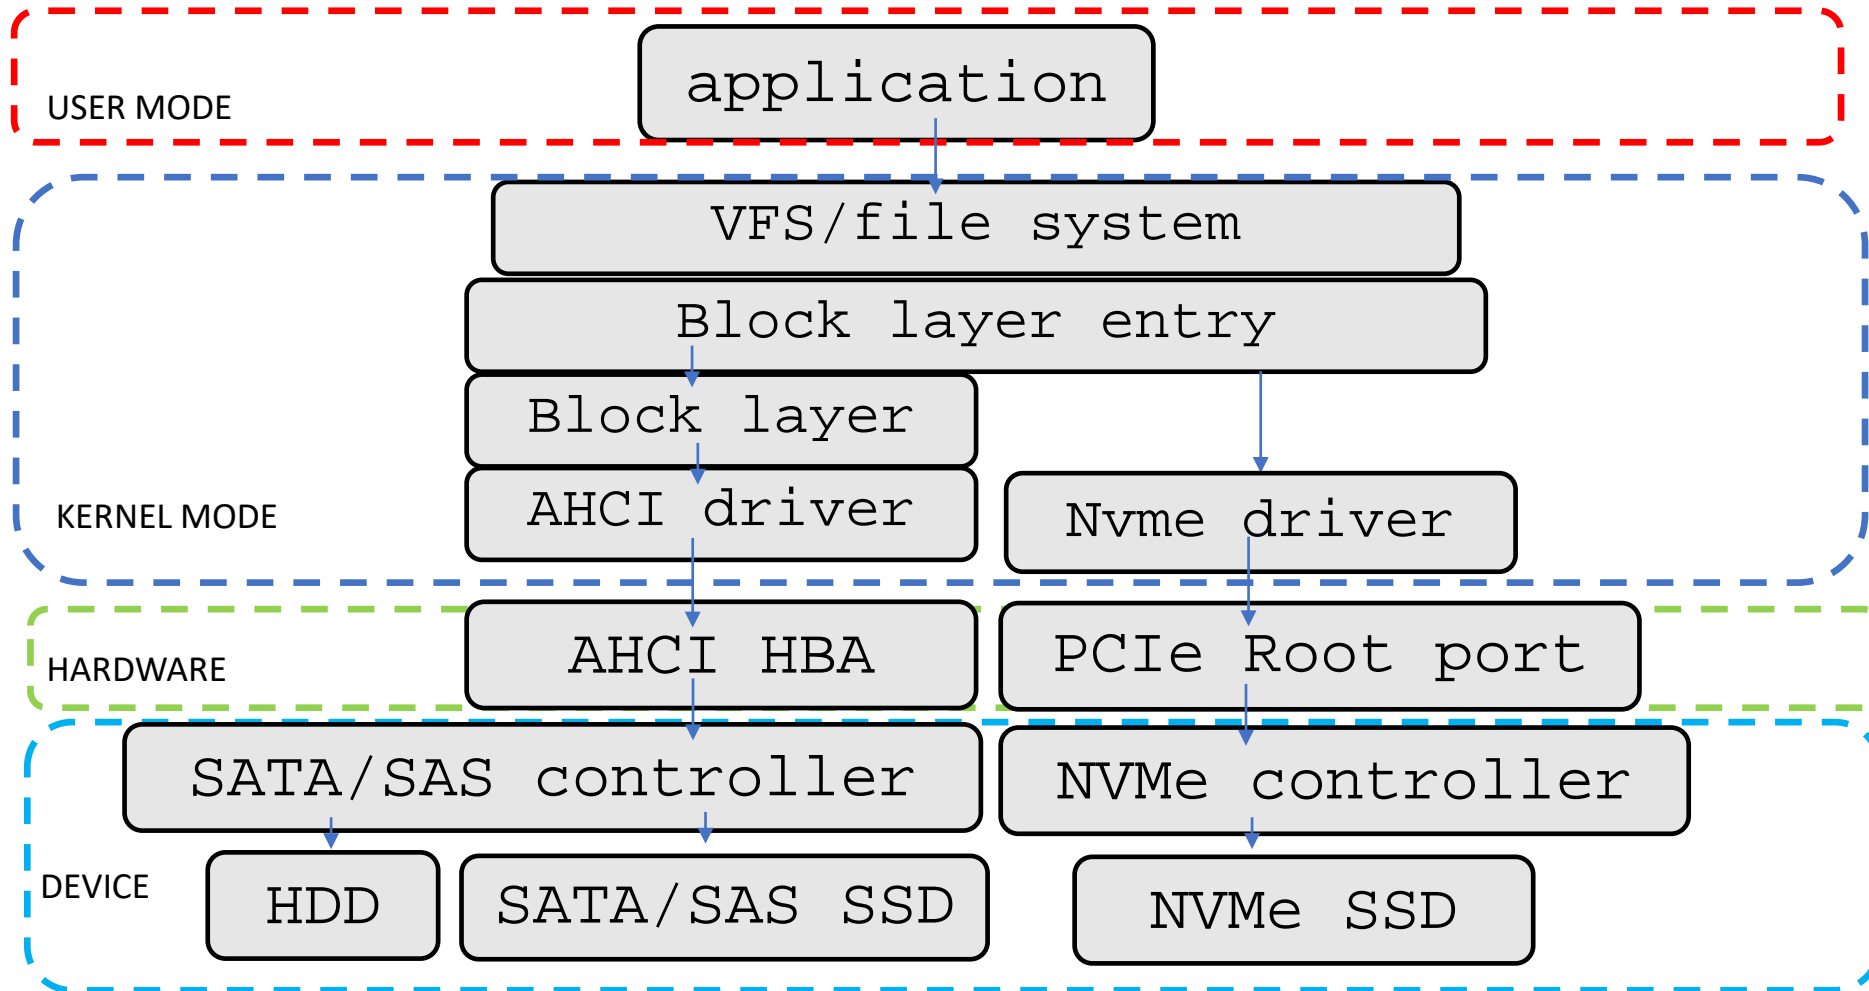 application
USER MODE
VFS/file system
Block layer entry
Block layer
AHCI driver
Nvme driver
KERNEL MODE
AHCI HBA
PCIe Root port
HARDWARE
SATA/SAS controller
NVMe controller
DEVICE
HDD
SATA/SAS SSD
NVMe SSD